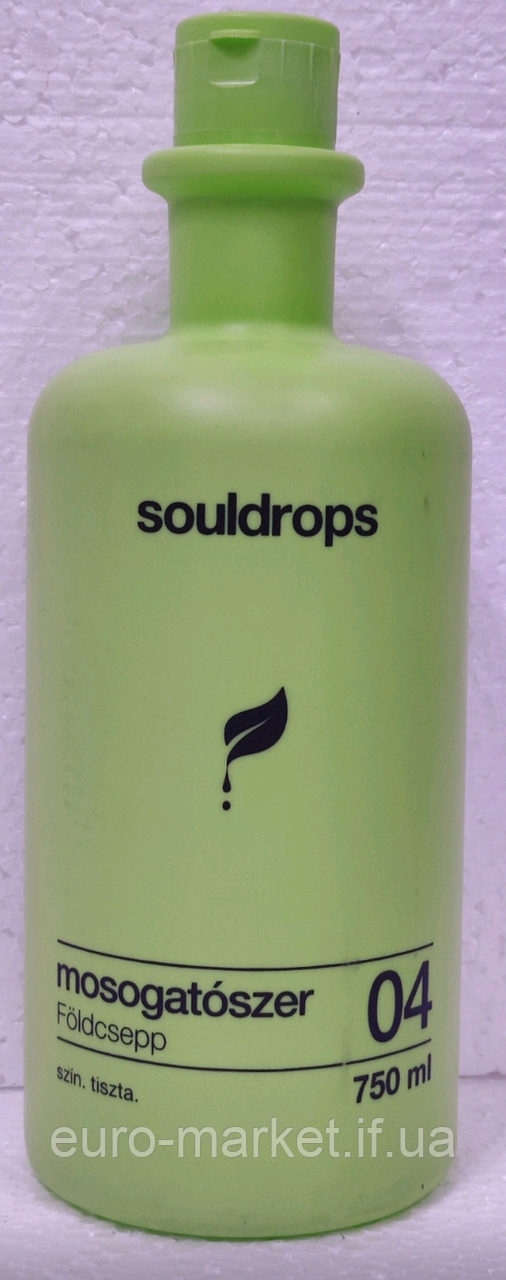 souldrops
mosogatószer
Földcsepp
04
szín. tiszta.
750 ml
euro-market.if.ua